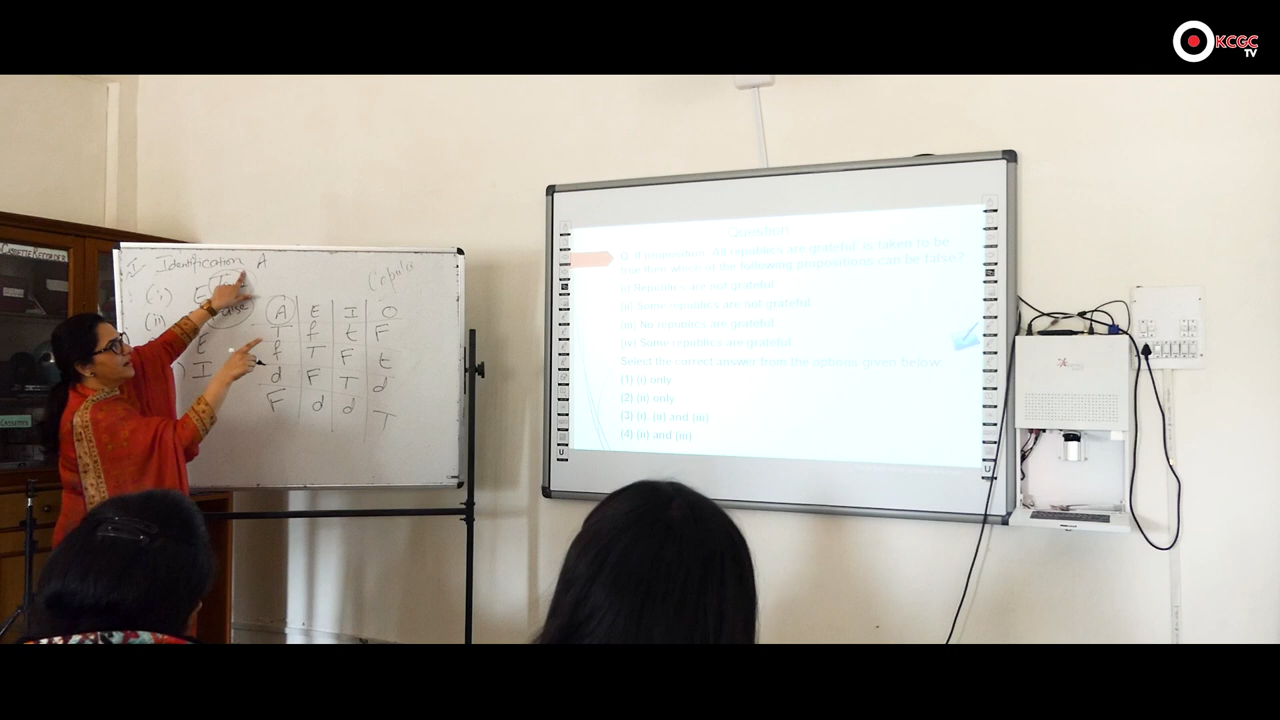 KCGC
TV
CASSETTE RECORDER
CASSETTES
I Identification A
(i) E
(ii)
E
I
A E I O
T f t F
f T F t
d F T d
F d d T
Question
Q. If proposition 'All republics are grateful' is taken to be
true then which of the following propositions can be false?
(i) Republics are not grateful
(ii) Some republics are not grateful
(iii) No republics are grateful
(iv) Some republics are grateful
Select the correct answer from the options given below:
(1) (i) only
(2) (ii) only
(3) (i), (ii) and (iii)
(4) (ii) and (iii)